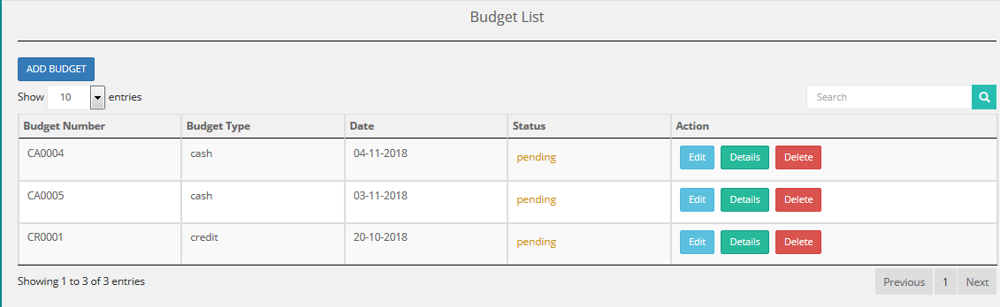 Budget List
ADD BUDGET
Show 10 entries Search
Budget Number Budget Type Date Status Action
CA0004 cash 04-11-2018 pending Edit Details Delete
CA0005 cash 03-11-2018 pending Edit Details Delete
CR0001 credit 20-10-2018 pending Edit Details Delete
Showing 1 to 3 of 3 entries Previous 1 Next